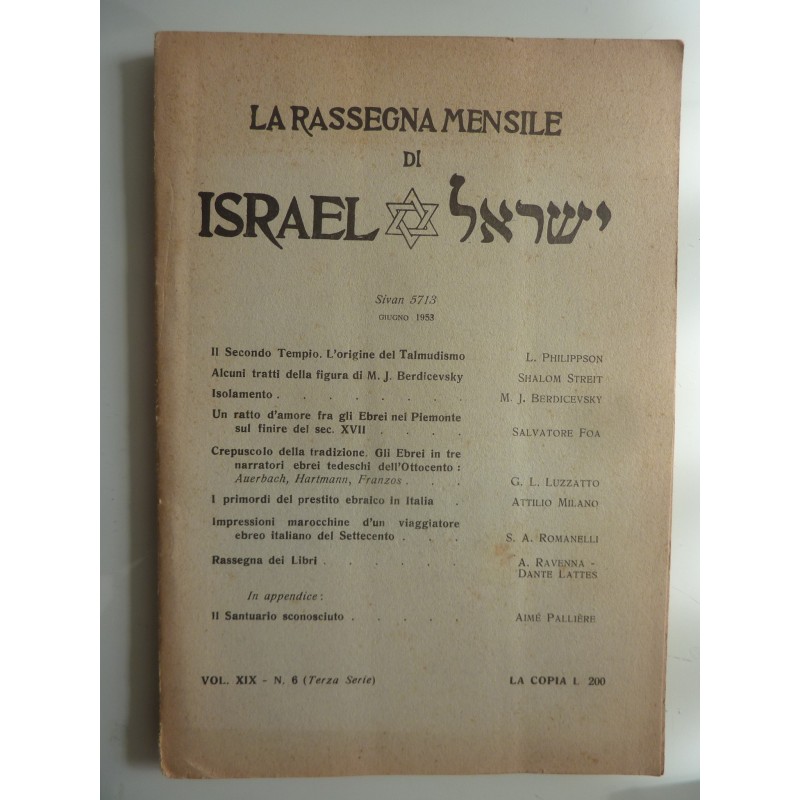 LA RASSEGNA MENSILE
DI
ISRAEL ישראל
Sivan 5713
GIUGNO 1953
Il Secondo Tempio. L'origine del Talmudismo L. PHILIPPSON
Alcuni tratti della figura di M. J. Berdicevsky SHALOM STREIT
Isolamento . . . . . . . M. J. BERDICEVSKY
Un ratto d'amore fra gli Ebrei nel Piemonte
sul finire del sec. XVII . . . . SALVATORE FOA
Crepuscolo della tradizione. Gli Ebrei in tre
narratori ebrei tedeschi dell'Ottocento :
Auerbach, Hartmann, Franzos . . . G. L. LUZZATTO
I primordi del prestito ebraico in Italia . ATTILIO MILANO
Impressioni marocchine d'un viaggiatore
ebreo italiano del Settecento . . . S. A. ROMANELLI
Rassegna dei Libri . . . . . . A. RAVENNA -
DANTE LATTES
In appendice :
Il Santuario sconosciuto . . . . . AIMÉ PALLIÈRE
VOL. XIX - N. 6 (Terza Serie) LA COPIA L. 200